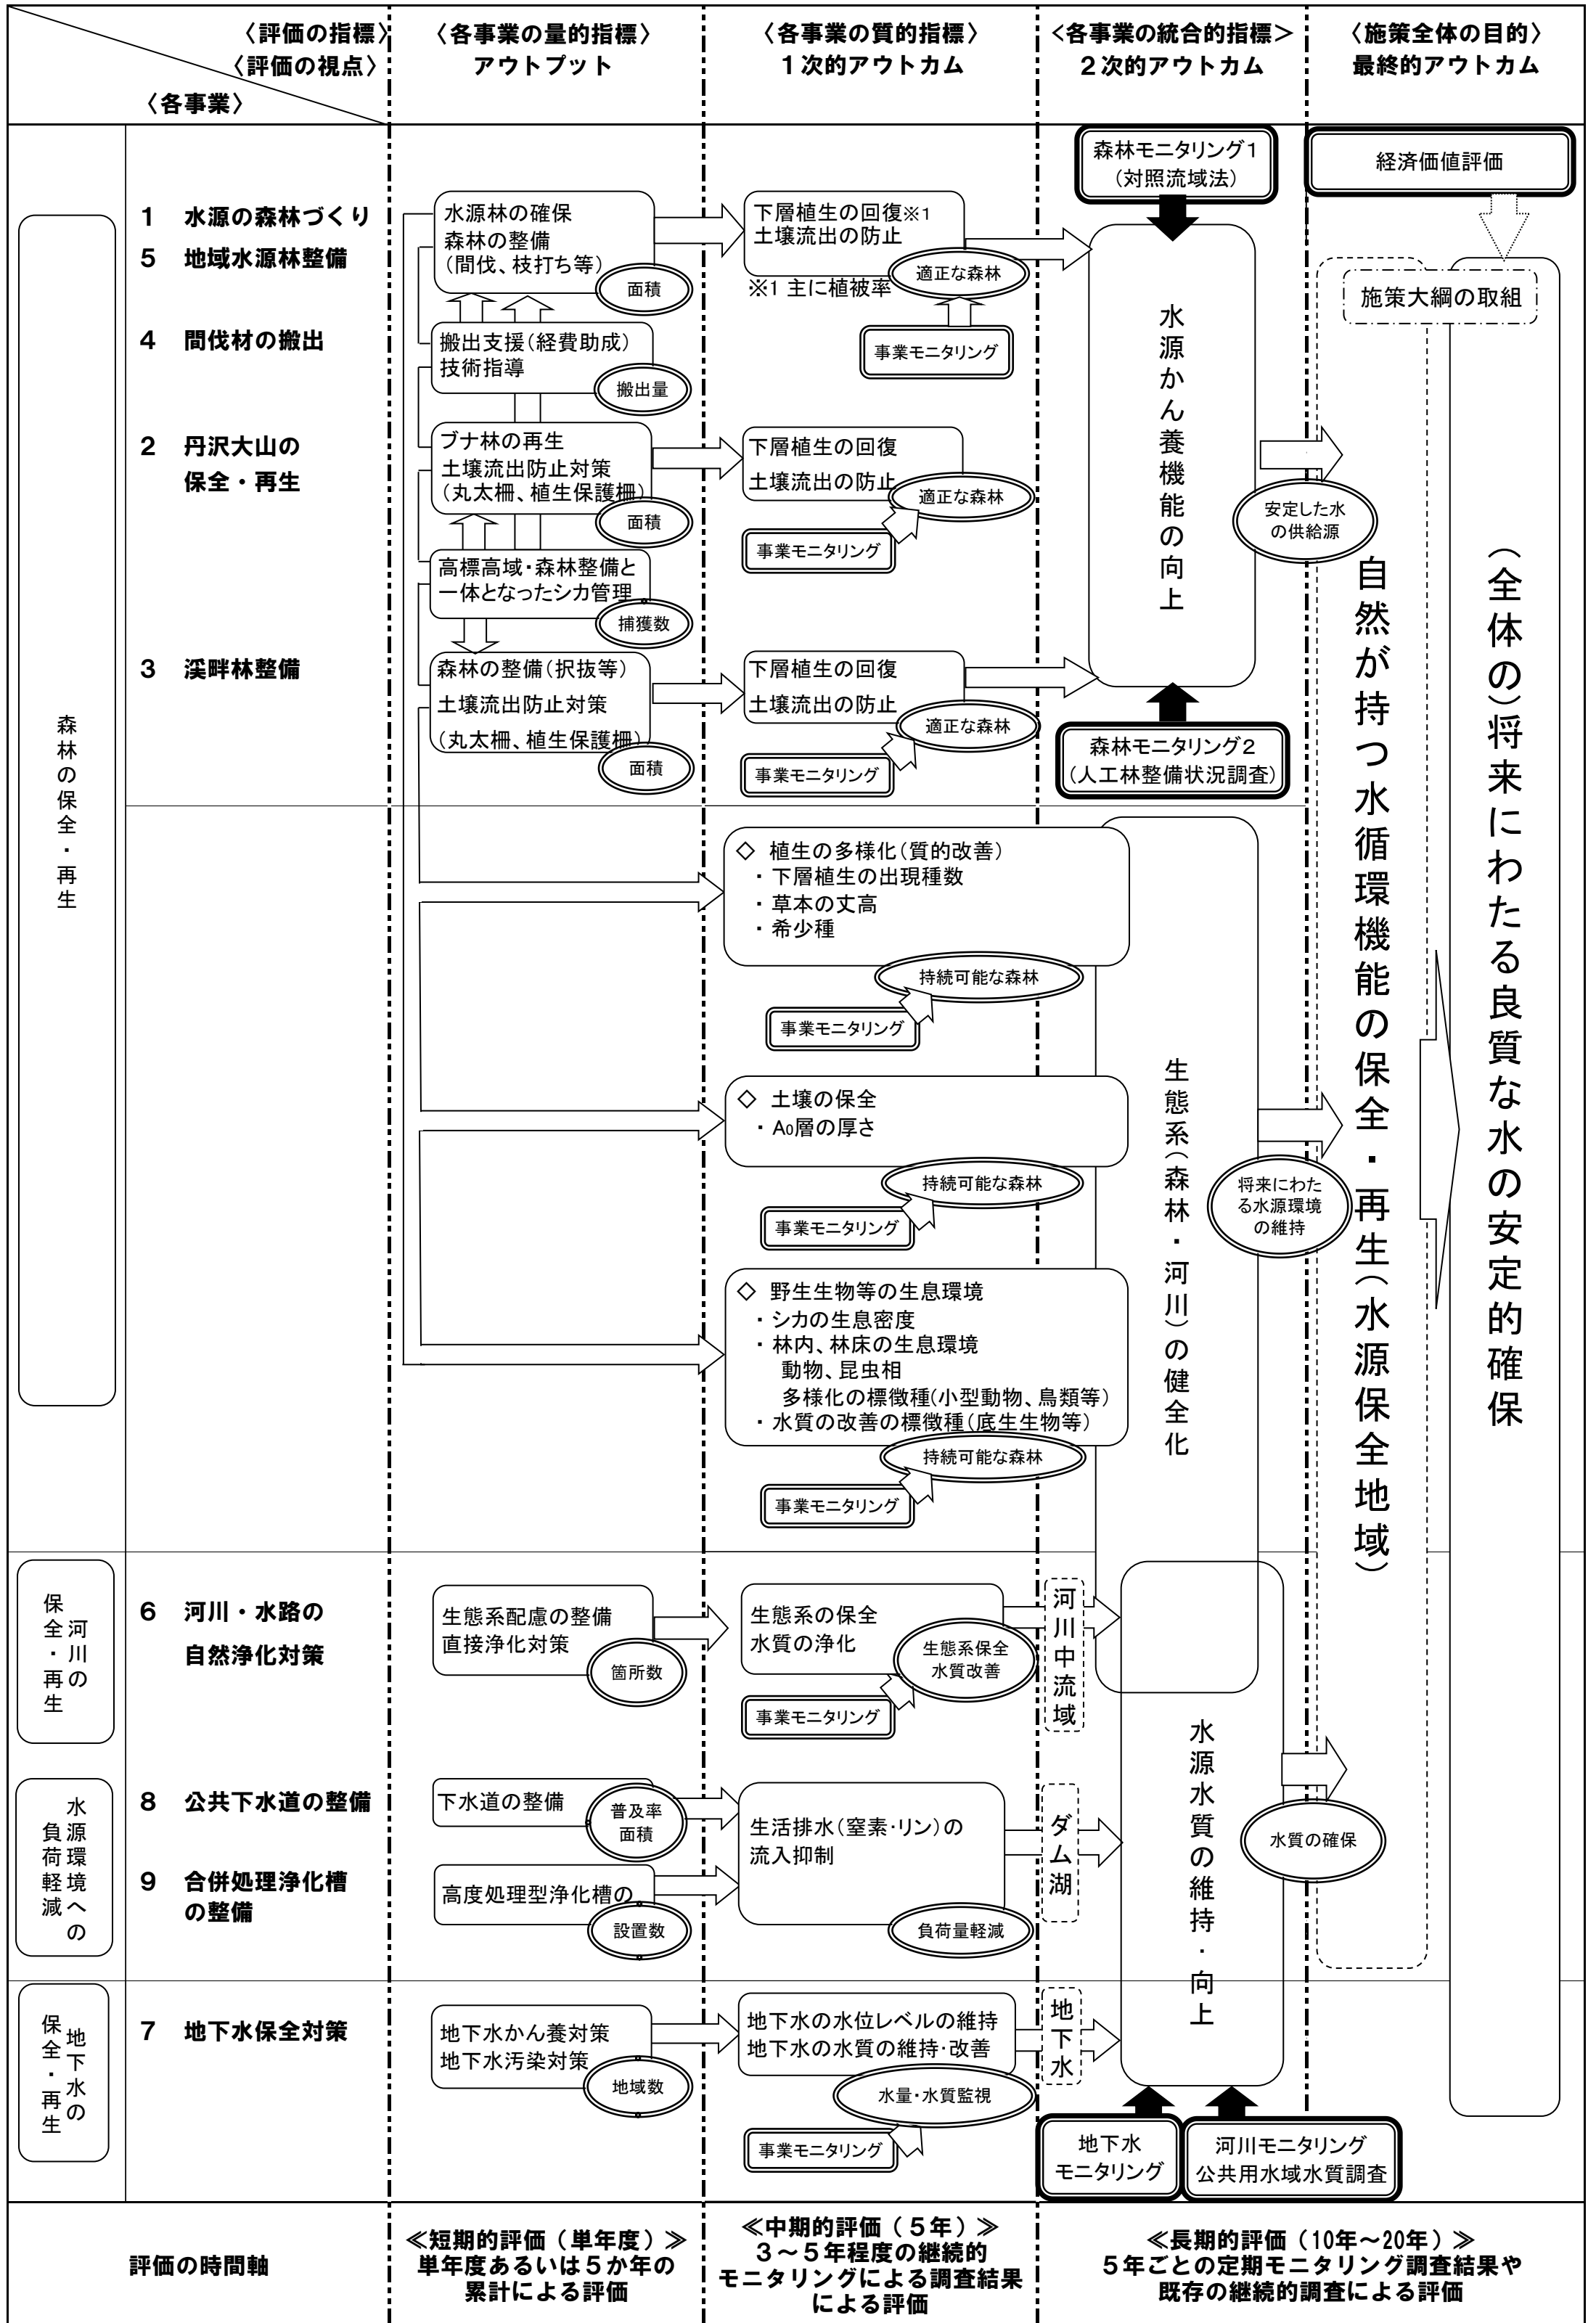 〈評価の指標〉
〈評価の視点〉
〈各事業〉
〈各事業の量的指標〉
アウトプット
〈各事業の質的指標〉
１次的アウトカム
＜各事業の統合的指標＞
２次的アウトカム
〈施策全体の目的〉
最終的アウトカム
森林の保全・再生
1 水源の森林づくり
5 地域水源林整備
水源林の確保
森林の整備
（間伐、枝打ち等）
面積
下層植生の回復※1
土壌流出の防止
適正な森林
※1 主に植被率
事業モニタリング
4 間伐材の搬出
搬出支援（経費助成）
技術指導
搬出量
2 丹沢大山の
保全・再生
ブナ林の再生
土壌流出防止対策
（丸太柵、植生保護柵）
面積
下層植生の回復
土壌流出の防止
適正な森林
事業モニタリング
高標高域・森林整備と
一体となったシカ管理
捕獲数
3 渓畔林整備
森林の整備（択抜等）
土壌流出防止対策
（丸太柵、植生保護柵）
面積
下層植生の回復
土壌流出の防止
適正な森林
事業モニタリング
森林モニタリング1
（対照流域法）
水源かん養機能の向上
森林モニタリング2
（人工林整備状況調査）
安定した水
の供給源
経済価値評価
施策大綱の取組
自然が持つ水循環機能の保全・再生（水源保全地域）
（全体の）将来にわたる良質な水の安定的確保
◇ 植生の多様化（質的改善）
・下層植生の出現種数
・草本の丈高
・希少種
持続可能な森林
事業モニタリング
◇ 土壌の保全
・A0層の厚さ
持続可能な森林
事業モニタリング
◇ 野生生物等の生息環境
・シカの生息密度
・林内、林床の生息環境
動物、昆虫相
多様化の標徴種（小型動物、鳥類等）
・水質の改善の標徴種（底生生物等）
持続可能な森林
事業モニタリング
生態系（森林・河川）の健全化
将来にわた
る水源環境
の維持
河川の
保全・再生
6 河川・水路の
自然浄化対策
生態系配慮の整備
直接浄化対策
箇所数
生態系の保全
水質の浄化
生態系保全
水質改善
事業モニタリング
河川中流域
水源環境への
負荷軽減
8 公共下水道の整備
下水道の整備
普及率
面積
9 合併処理浄化槽
の整備
高度処理型浄化槽の
設置数
生活排水（窒素・リン）の
流入抑制
負荷量軽減
ダム湖
水源水質の維持・向上
水質の確保
地下水の
保全・再生
7 地下水保全対策
地下水かん養対策
地下水汚染対策
地域数
地下水の水位レベルの維持
地下水の水質の維持・改善
水量・水質監視
事業モニタリング
地下水
地下水
モニタリング
河川モニタリング
公共用水域水質調査
評価の時間軸
≪短期的評価（単年度）≫
単年度あるいは５か年の
累計による評価
≪中期的評価（５年）≫
３～５年程度の継続的
モニタリングによる調査結果
による評価
≪長期的評価（10年～20年）≫
５年ごとの定期モニタリング調査結果や
既存の継続的調査による評価